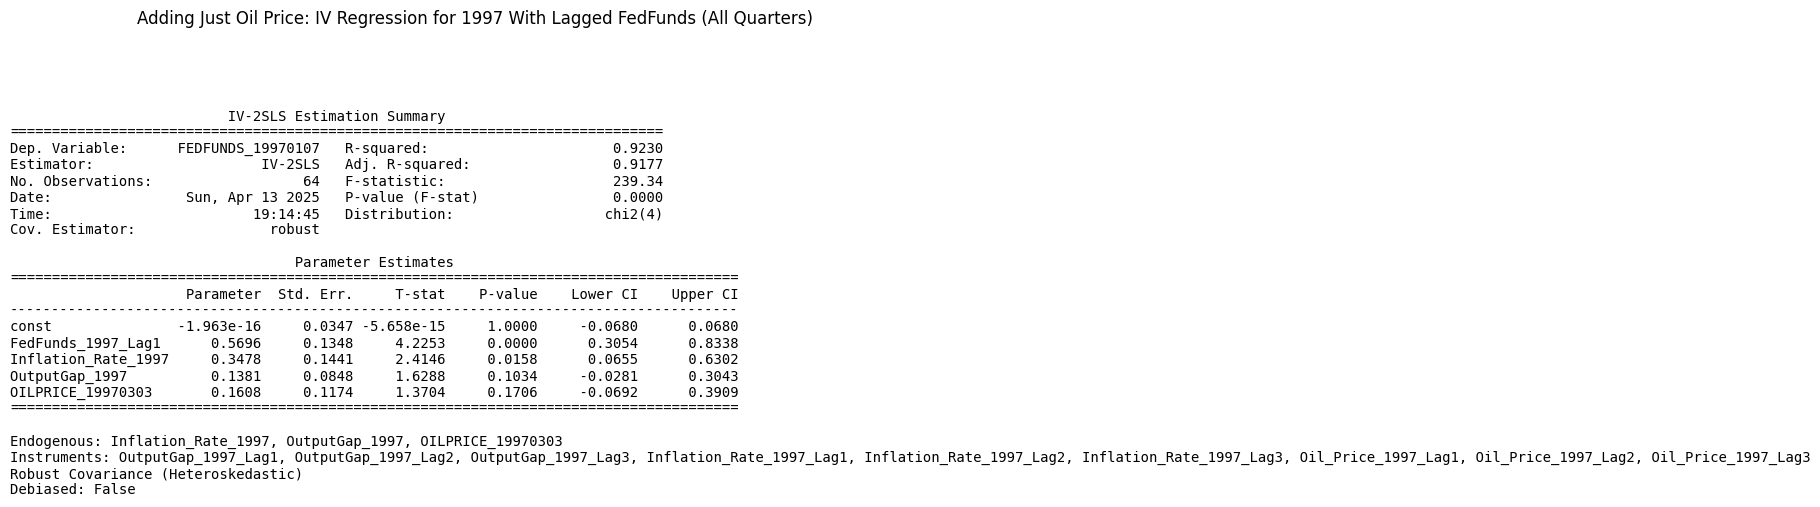 Adding Just Oil Price: IV Regression for 1997 With Lagged FedFunds (All Quarters)
                          IV-2SLS Estimation Summary
==============================================================================
Dep. Variable:      FEDFUNDS_19970107   R-squared:                      0.9230
Estimator:                    IV-2SLS   Adj. R-squared:                 0.9177
No. Observations:                  64   F-statistic:                    239.34
Date:                Sun, Apr 13 2025   P-value (F-stat)                0.0000
Time:                        19:14:45   Distribution:                  chi2(4)
Cov. Estimator:                robust
                                  Parameter Estimates
=======================================================================================
                     Parameter  Std. Err.     T-stat    P-value    Lower CI    Upper CI
---------------------------------------------------------------------------------------
const               -1.963e-16     0.0347 -5.658e-15     1.0000     -0.0680      0.0680
FedFunds_1997_Lag1      0.5696     0.1348     4.2253     0.0000      0.3054      0.8338
Inflation_Rate_1997     0.3478     0.1441     2.4146     0.0158      0.0655      0.6302
OutputGap_1997          0.1381     0.0848     1.6288     0.1034     -0.0281      0.3043
OILPRICE_19970303       0.1608     0.1174     1.3704     0.1706     -0.0692      0.3909
=======================================================================================
Endogenous: Inflation_Rate_1997, OutputGap_1997, OILPRICE_19970303
Instruments: OutputGap_1997_Lag1, OutputGap_1997_Lag2, OutputGap_1997_Lag3, Inflation_Rate_1997_Lag1, Inflation_Rate_1997_Lag2, Inflation_Rate_1997_Lag3, Oil_Price_1997_Lag1, Oil_Price_1997_Lag2, Oil_Price_1997_Lag3
Robust Covariance (Heteroskedastic)
Debiased: False